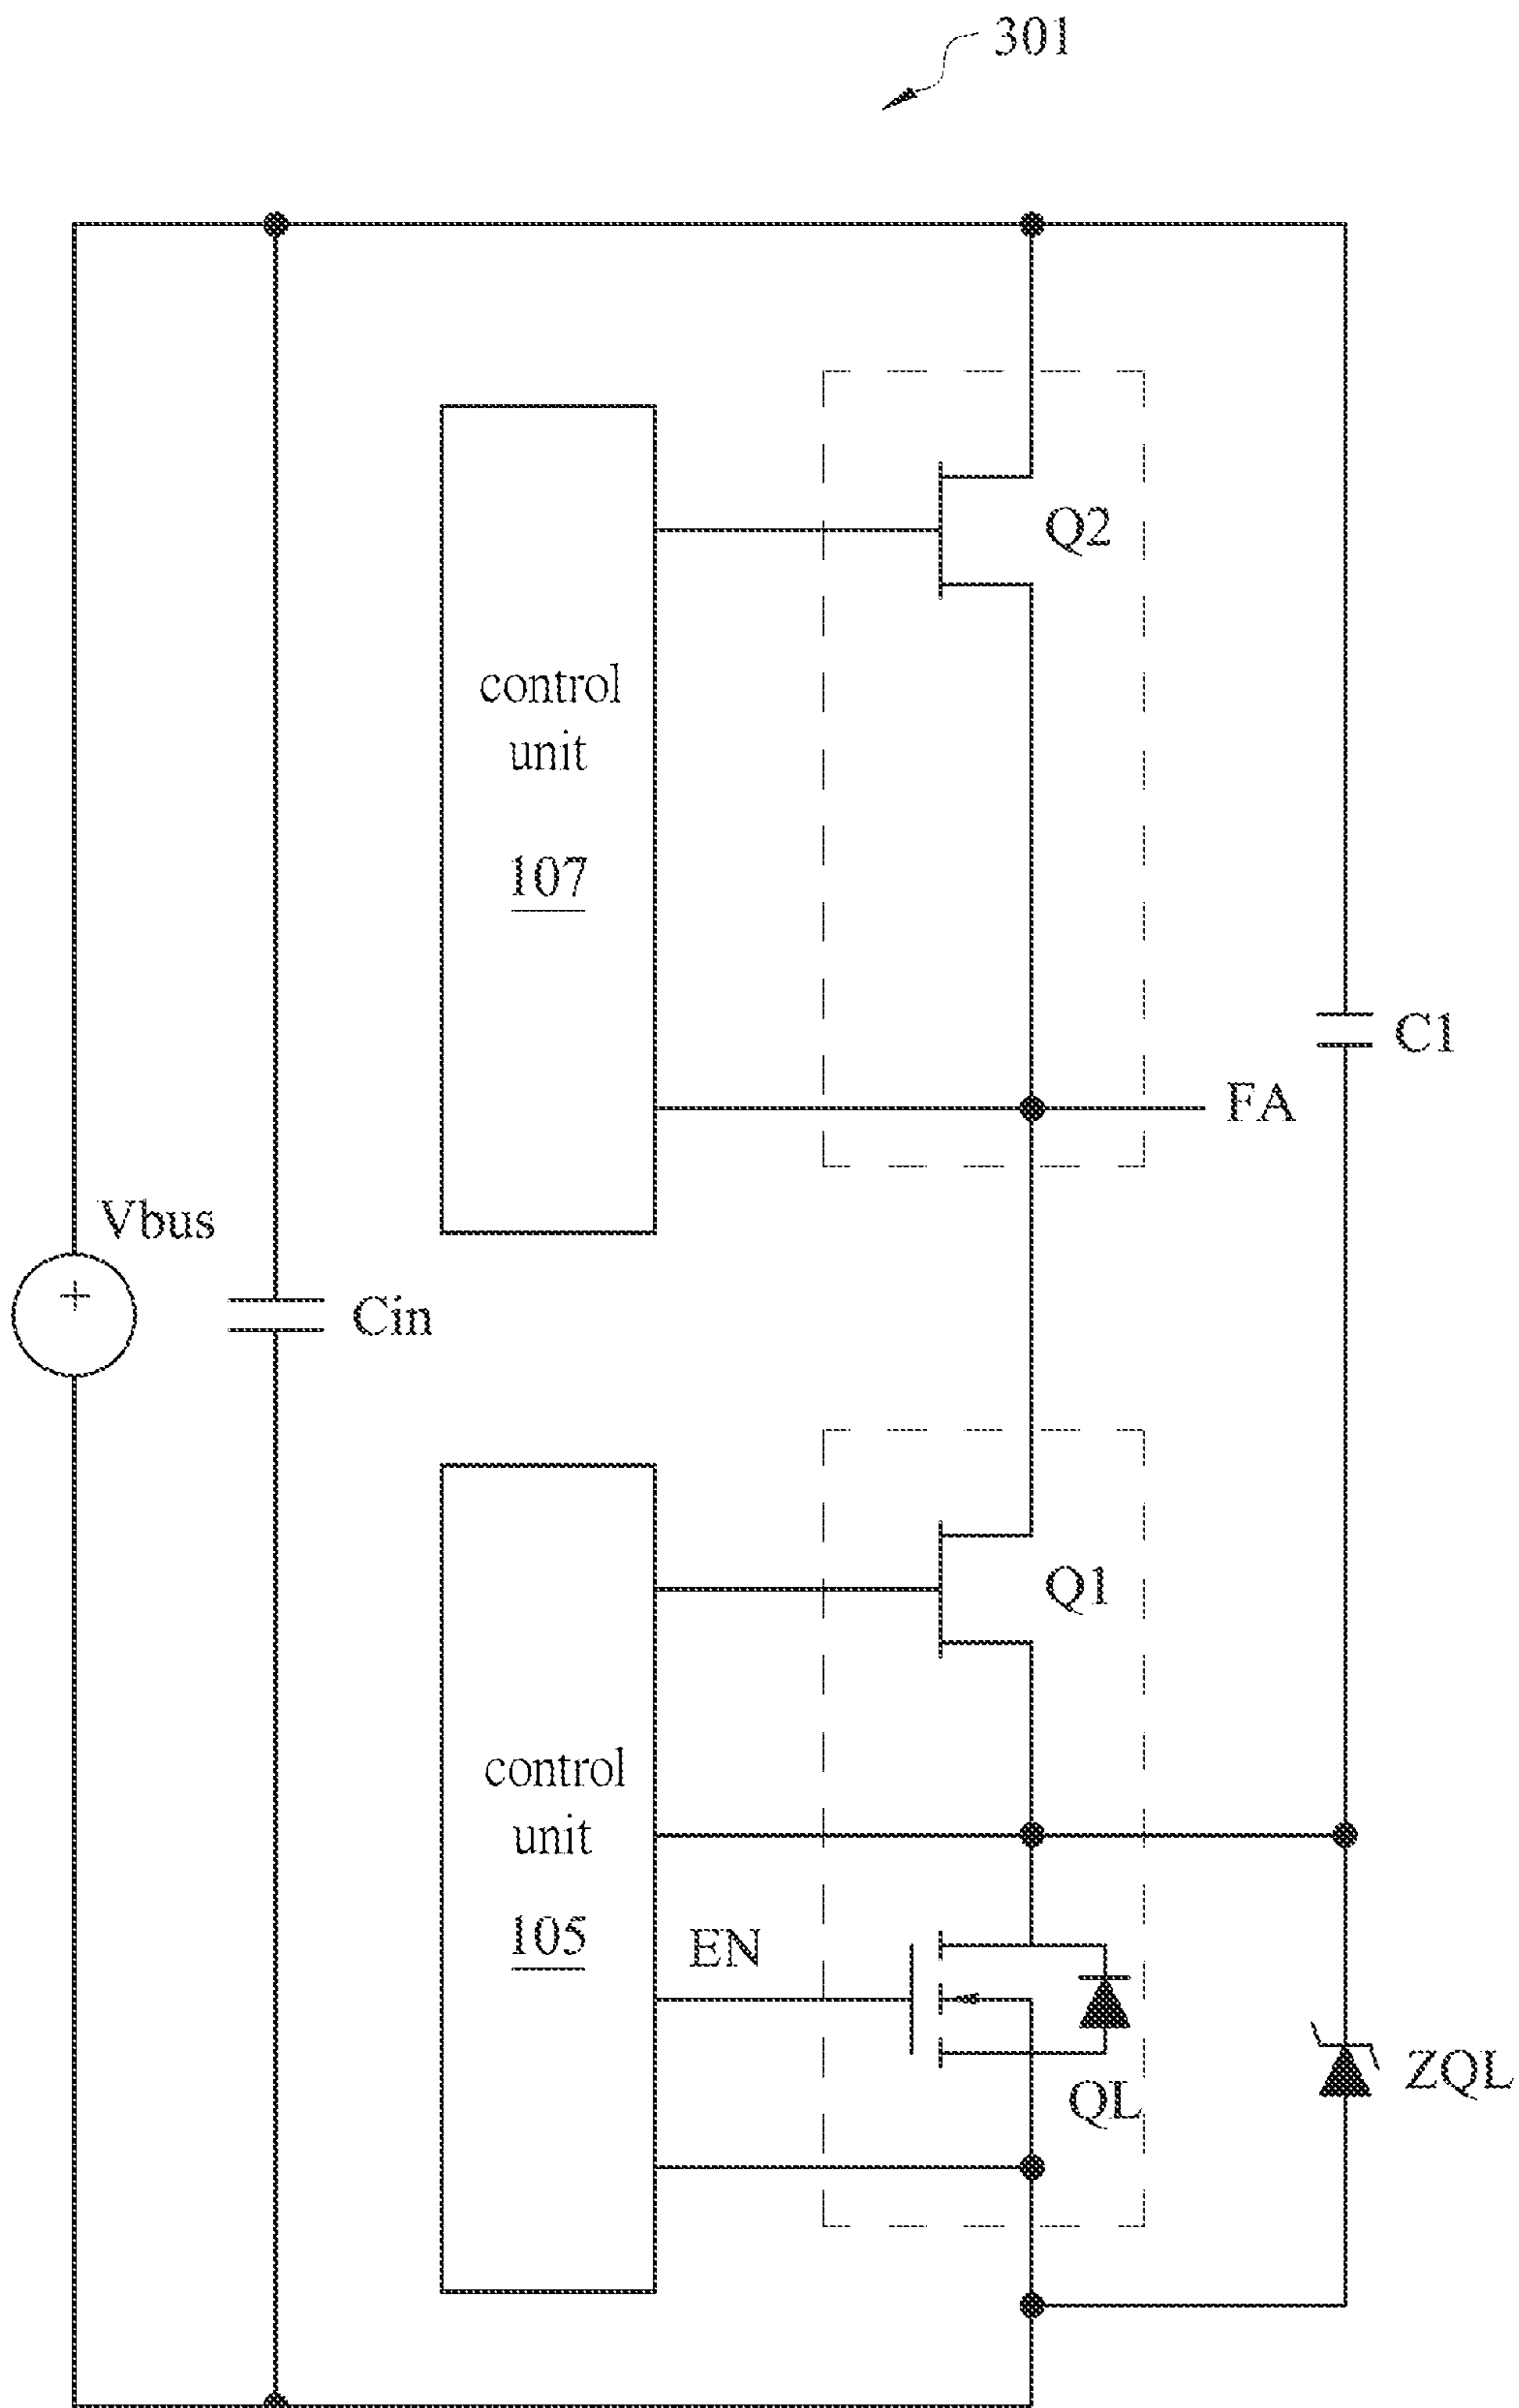 301
Q2
control
unit
107
C1
FA
Vbus
+
Cin
Q1
control
unit
105
EN
QL
ZQL